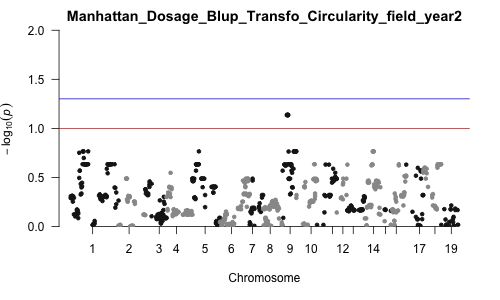 Manhattan_Dosage_Blup_Transfo_Circularity_field_year2
2.0
1.5
1.0
0.5
0.0
− log₁₀(p)
1 2 3 4 5 6 7 8 9 10 12 14 17 19
Chromosome